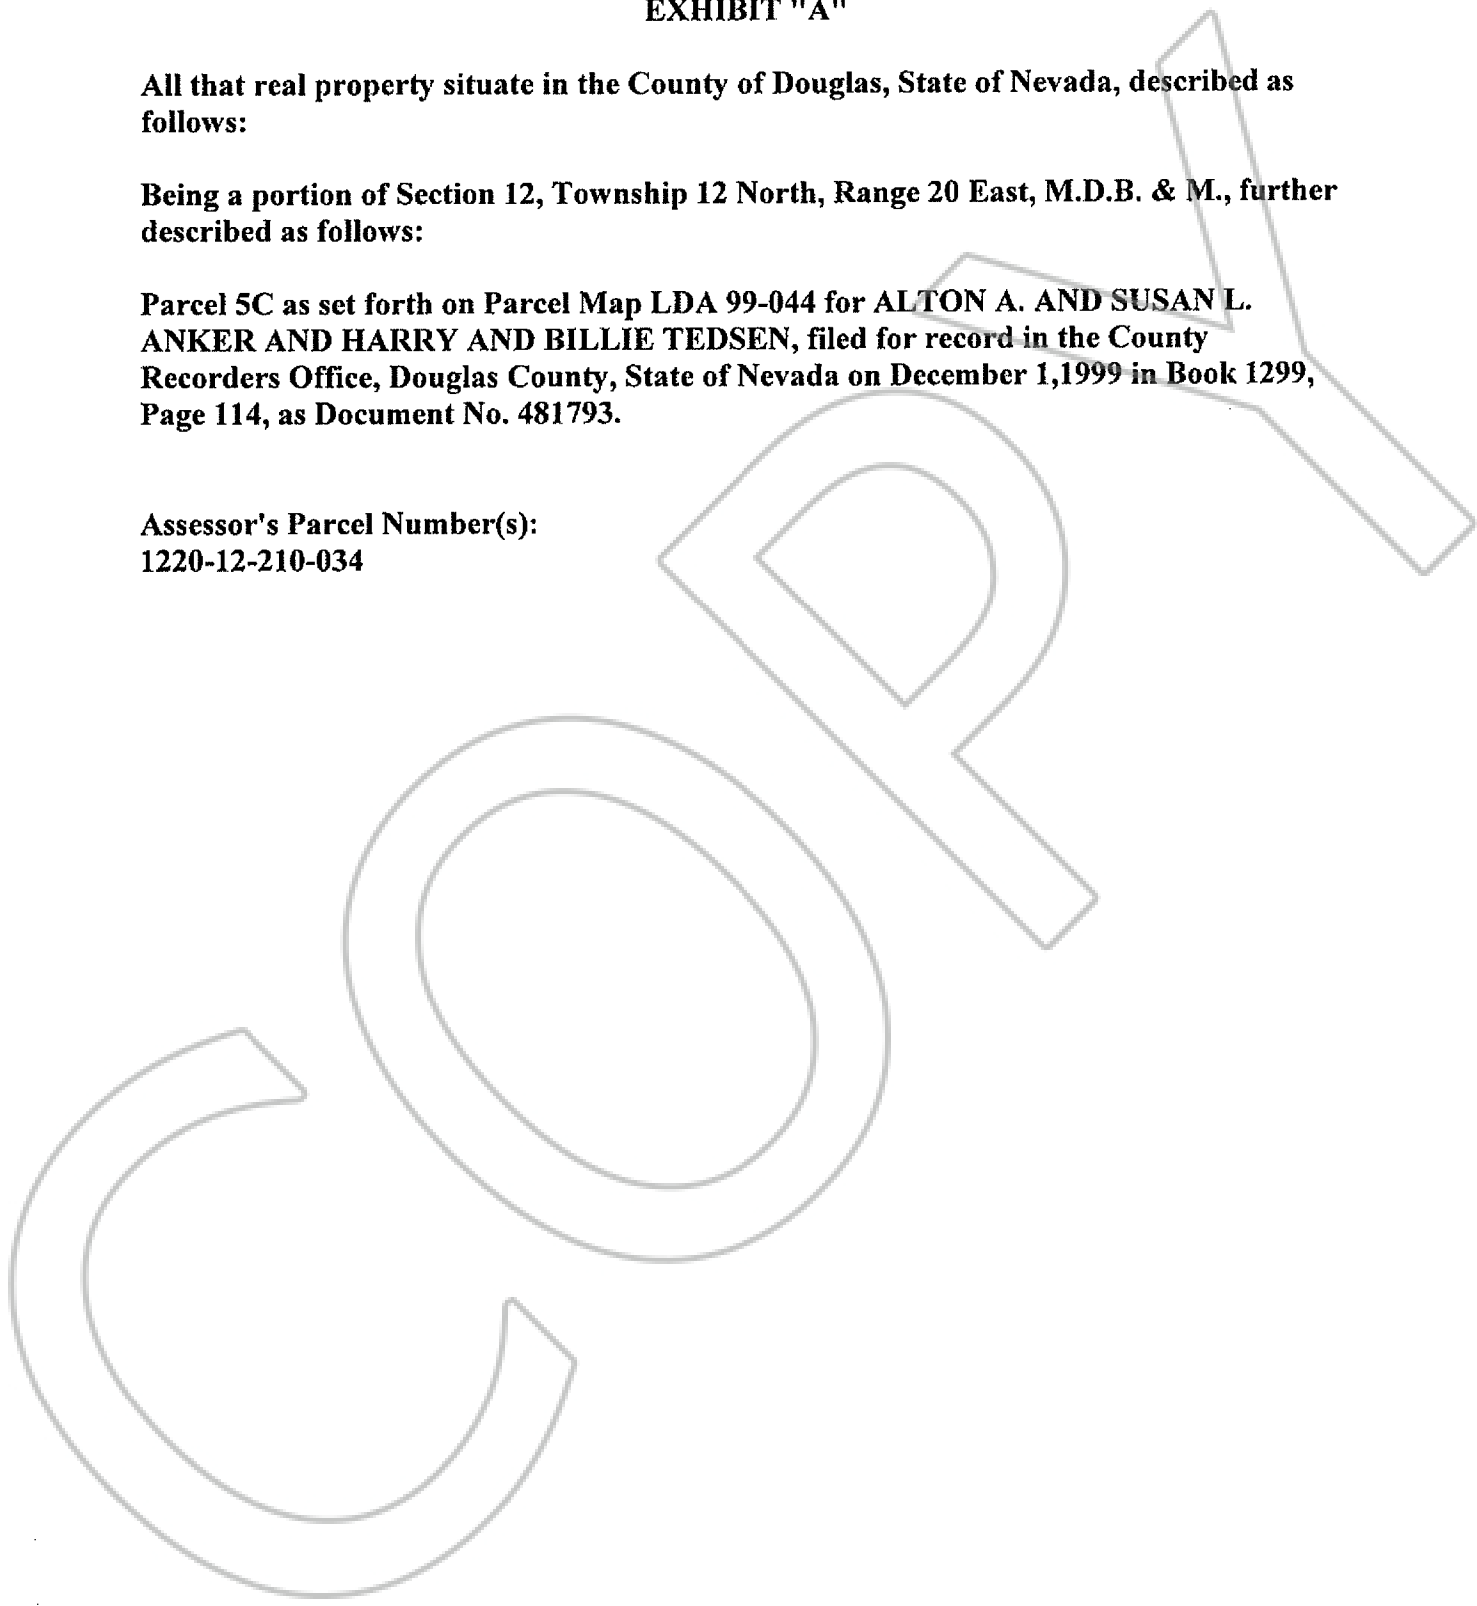 EXHIBIT "A"
All that real property situate in the County of Douglas, State of Nevada, described as
follows:
Being a portion of Section 12, Township 12 North, Range 20 East, M.D.B. & M., further
described as follows:
Parcel 5C as set forth on Parcel Map LDA 99-044 for ALTON A. AND SUSAN L.
ANKER AND HARRY AND BILLIE TEDSEN, filed for record in the County
Recorders Office, Douglas County, State of Nevada on December 1,1999 in Book 1299,
Page 114, as Document No. 481793.
Assessor's Parcel Number(s):
1220-12-210-034
COPY